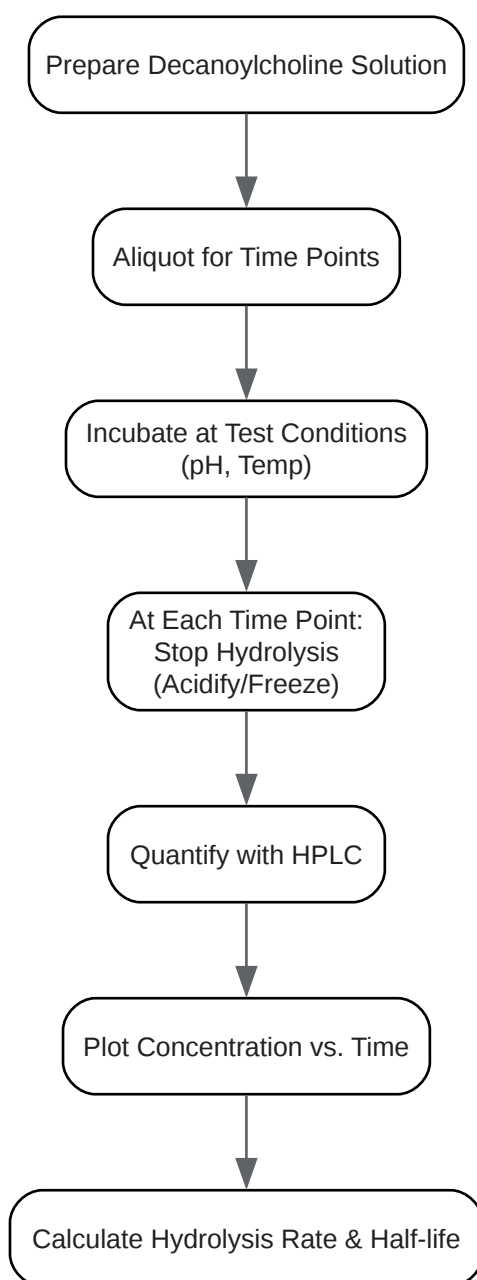 Prepare Decanoylcholine Solution
Aliquot for Time Points
Incubate at Test Conditions
(pH, Temp)
At Each Time Point:
Stop Hydrolysis
(Acidify/Freeze)
Quantify with HPLC
Plot Concentration vs. Time
Calculate Hydrolysis Rate & Half-life